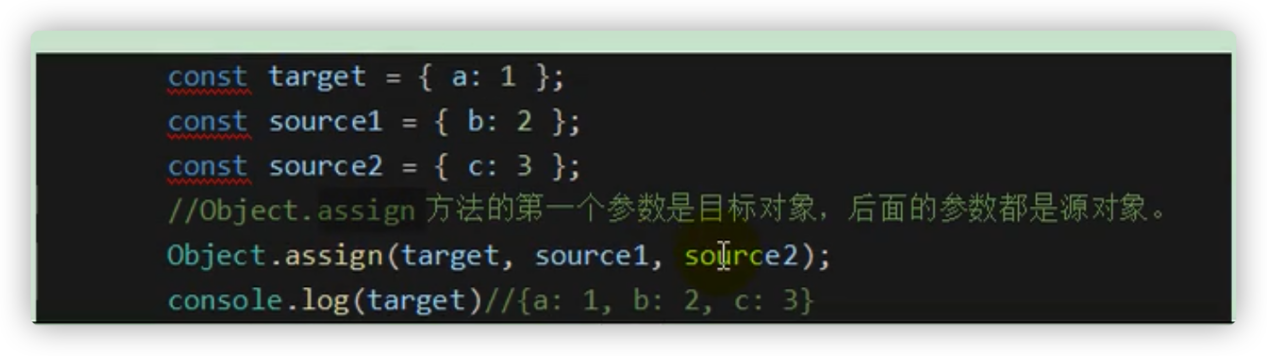 const target = { a: 1 };
const source1 = { b: 2 };
const source2 = { c: 3 };
//Object.assign 方法的第一个参数是目标对象，后面的参数都是源对象。
Object.assign(target, source1, source2);
console.log(target)//{a: 1, b: 2, c: 3}